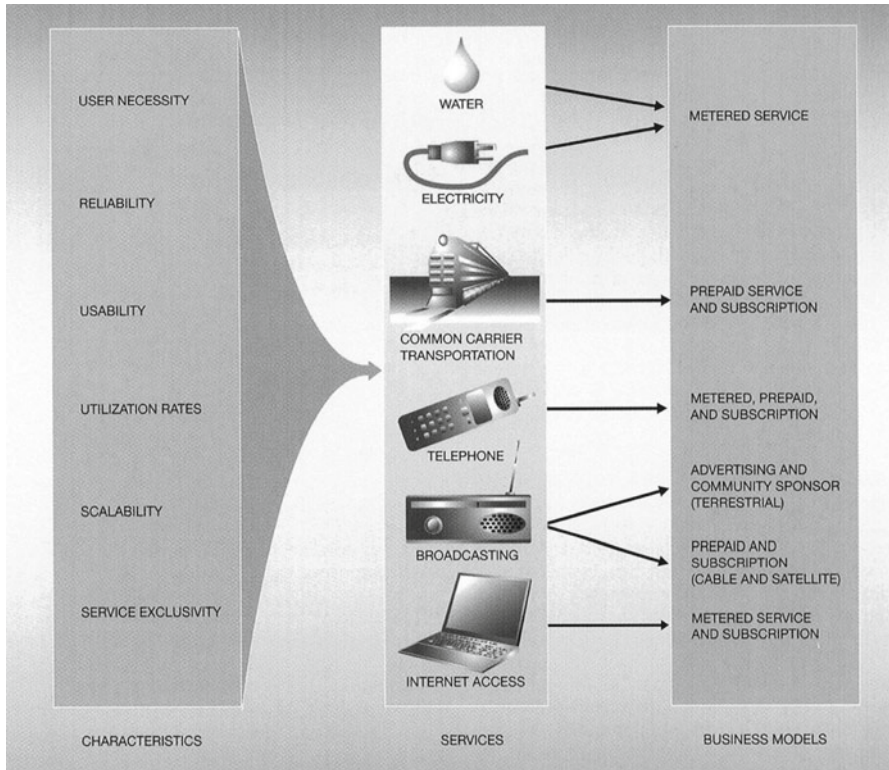 USER NECESSITY
RELIABILITY
USABILITY
UTILIZATION RATES
SCALABILITY
SERVICE EXCLUSIVITY
CHARACTERISTICS
WATER
ELECTRICITY
COMMON CARRIER
TRANSPORTATION
TELEPHONE
BROADCASTING
INTERNET ACCESS
SERVICES
METERED SERVICE
PREPAID SERVICE
AND SUBSCRIPTION
METERED, PREPAID,
AND SUBSCRIPTION
ADVERTISING AND
COMMUNITY SPONSOR
(TERRESTRIAL)
PREPAID AND
SUBSCRIPTION
(CABLE AND SATELLITE)
METERED SERVICE
AND SUBSCRIPTION
BUSINESS MODELS